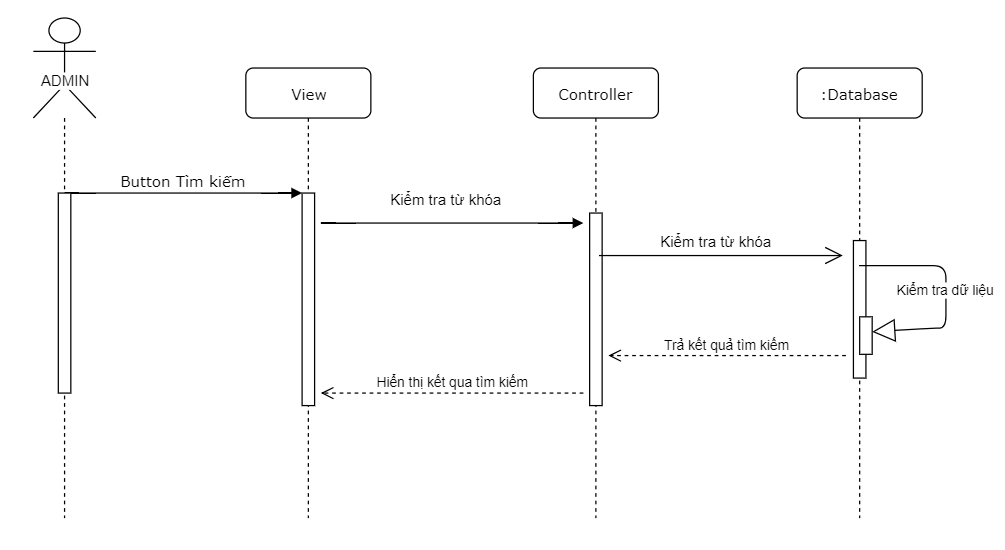 ADMIN
View
Controller
:Database
Button Tìm kiếm
Kiểm tra từ khóa
Kiểm tra từ khóa
Kiểm tra dữ liệu
Trả kết quả tìm kiếm
Hiển thị kết qua tìm kiếm